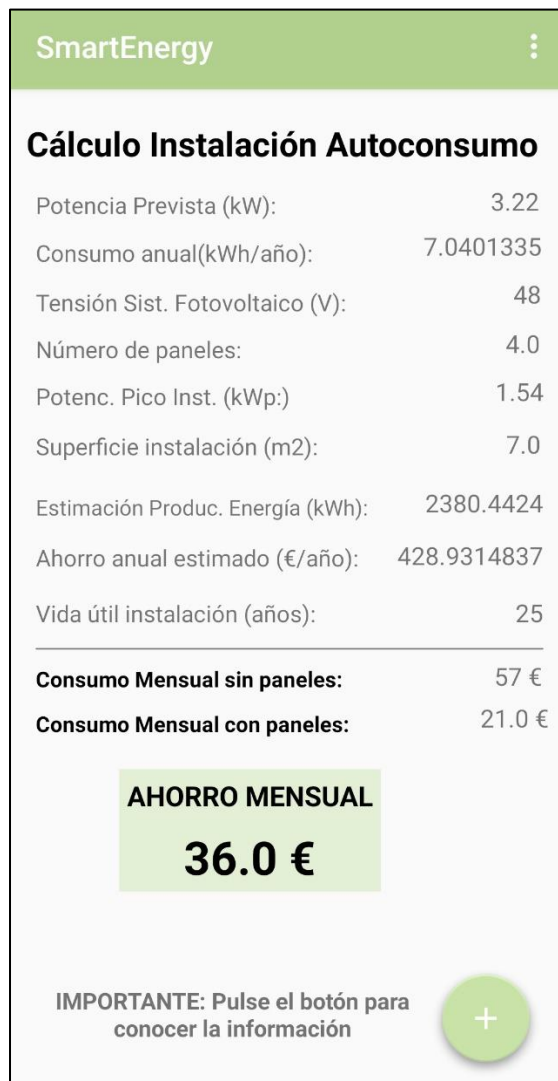 SmartEnergy
Cálculo Instalación Autoconsumo
Potencia Prevista (kW): 3.22
Consumo anual(kWh/año): 7.0401335
Tensión Sist. Fotovoltaico (V): 48
Número de paneles: 4.0
Potenc. Pico Inst. (kWp:) 1.54
Superficie instalación (m2): 7.0
Estimación Produc. Energía (kWh): 2380.4424
Ahorro anual estimado (€/año): 428.9314837
Vida útil instalación (años): 25
Consumo Mensual sin paneles: 57 €
Consumo Mensual con paneles: 21.0 €
AHORRO MENSUAL
36.0 €
IMPORTANTE: Pulse el botón para
conocer la información
+